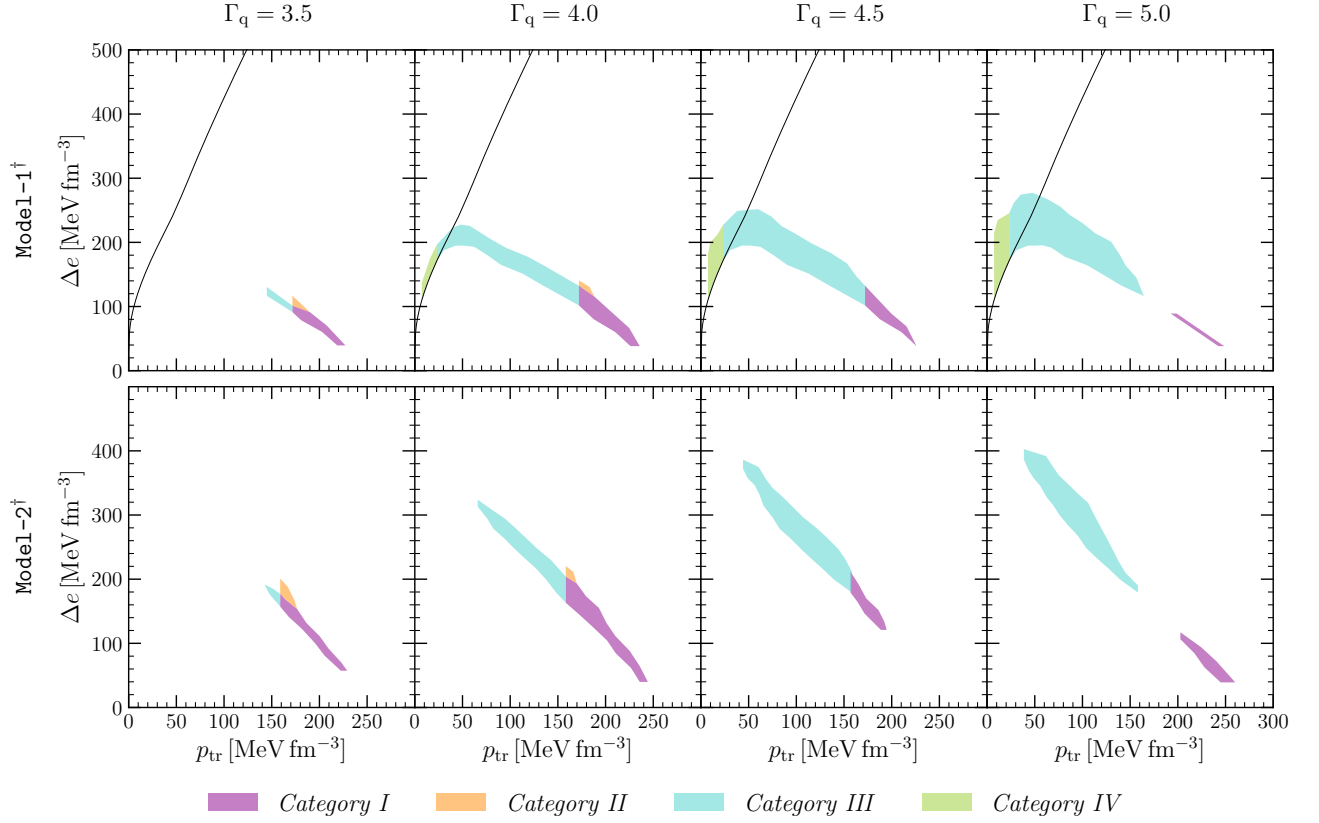 Γq = 3.5 Γq = 4.0 Γq = 4.5 Γq = 5.0
Model-1†
Δe [MeV fm−3]
500
400
300
200
100
0
Model-2†
Δe [MeV fm−3]
400
300
200
100
0
0 50 100 150 200 250 0 50 100 150 200 250 0 50 100 150 200 250 0 50 100 150 200 250 300
ptr [MeV fm−3] ptr [MeV fm−3] ptr [MeV fm−3] ptr [MeV fm−3]
Category I Category II Category III Category IV